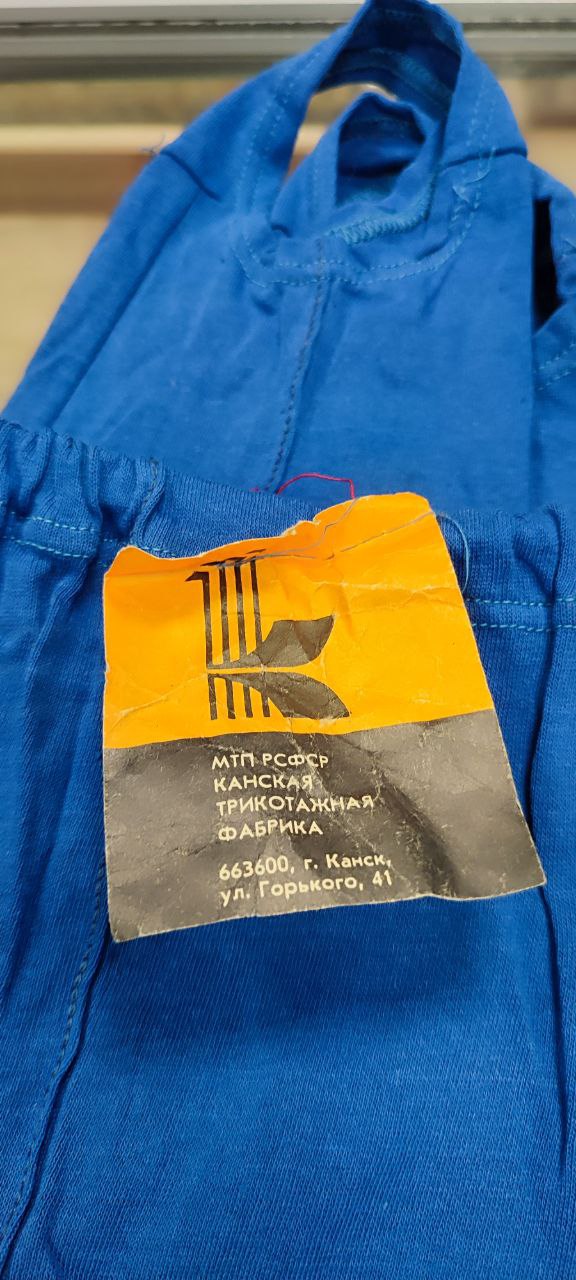 МТП РСФСР
КАНСКАЯ
ТРИКОТАЖНАЯ
ФАБРИКА
663600, г. Канск,
ул. Горького, 41